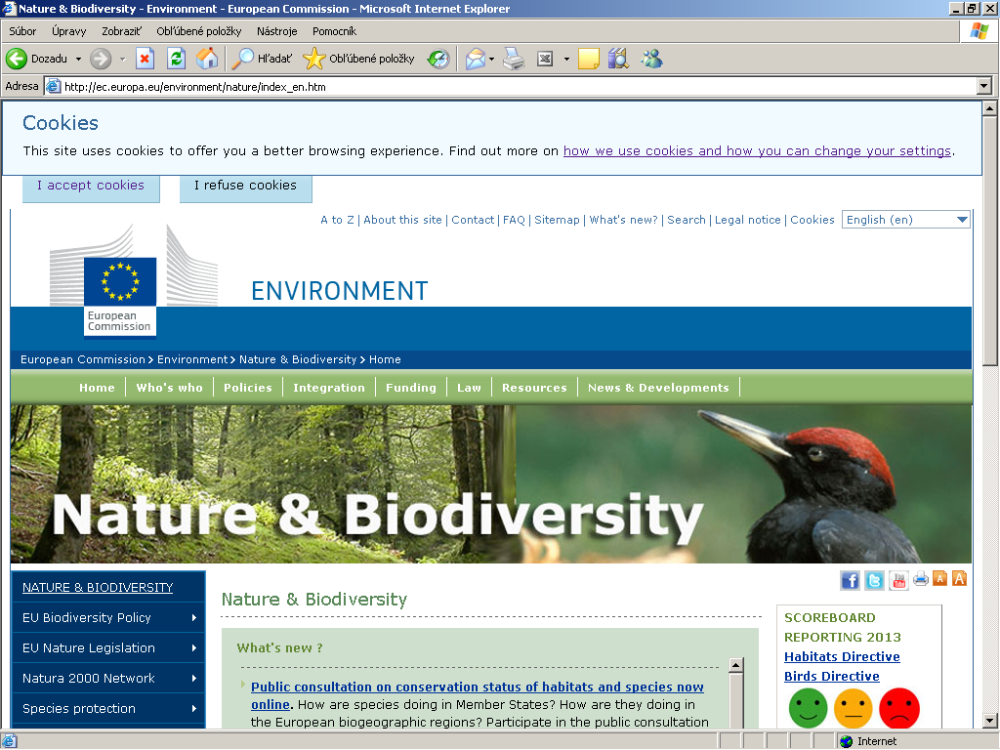 Nature & Biodiversity - Environment - European Commission - Microsoft Internet Explorer
Súbor Úpravy Zobraziť Obľúbené položky Nástroje Pomocník
Dozadu Hľadať Obľúbené položky
Adresa http://ec.europa.eu/environment/nature/index_en.htm
Cookies
This site uses cookies to offer you a better browsing experience. Find out more on how we use cookies and how you can change your settings.
I accept cookies I refuse cookies
A to Z | About this site | Contact | FAQ | Sitemap | What's new? | Search | Legal notice | Cookies English (en)
ENVIRONMENT
European
Commission
European Commission > Environment > Nature & Biodiversity > Home
Home Who's who Policies Integration Funding Law Resources News & Developments
Nature & Biodiversity
NATURE & BIODIVERSITY
EU Biodiversity Policy
EU Nature Legislation
Natura 2000 Network
Species protection
Nature & Biodiversity
What's new ?
Public consultation on conservation status of habitats and species now
online. How are species doing in Member States? How are they doing in
the European biogeographic regions? Participate in the public consultation
f t You Tube A A
SCOREBOARD
REPORTING 2013
Habitats Directive
Birds Directive
Internet